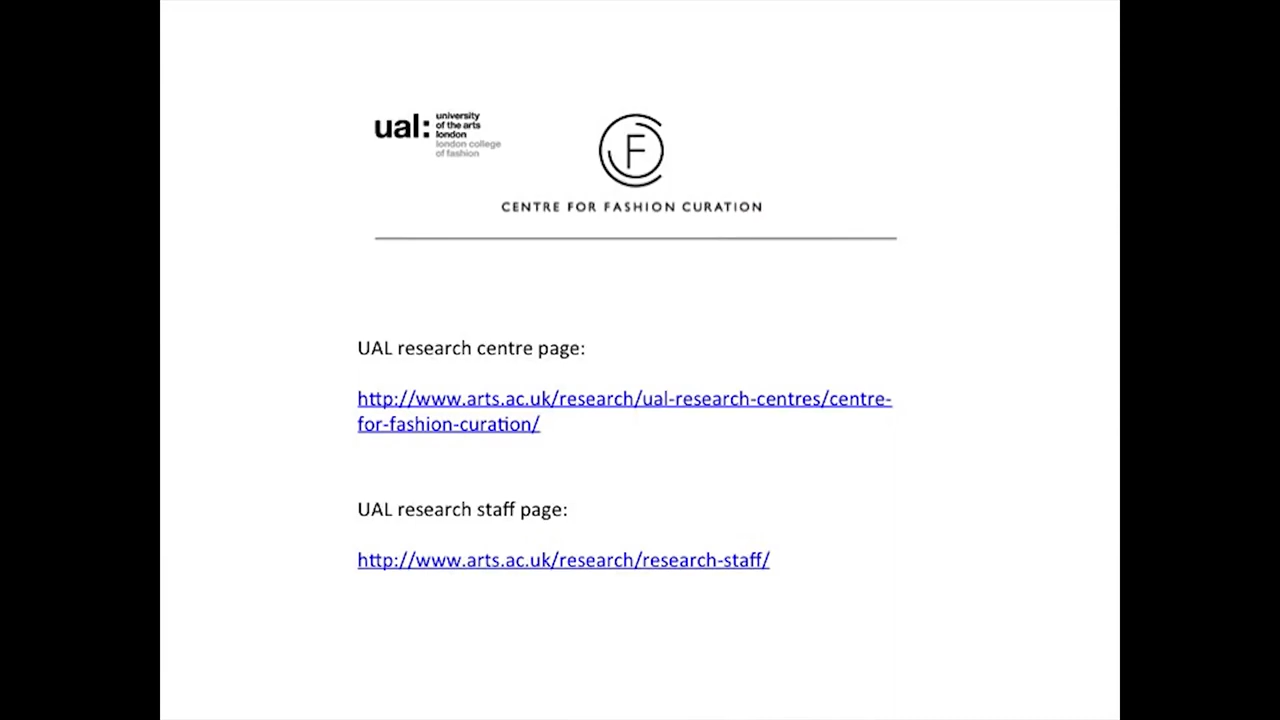 ual:
university
of the arts
london
london college
of fashion
F
CENTRE FOR FASHION CURATION
UAL research centre page:
http://www.arts.ac.uk/research/ual-research-centres/centre-
for-fashion-curation/
UAL research staff page:
http://www.arts.ac.uk/research/research-staff/